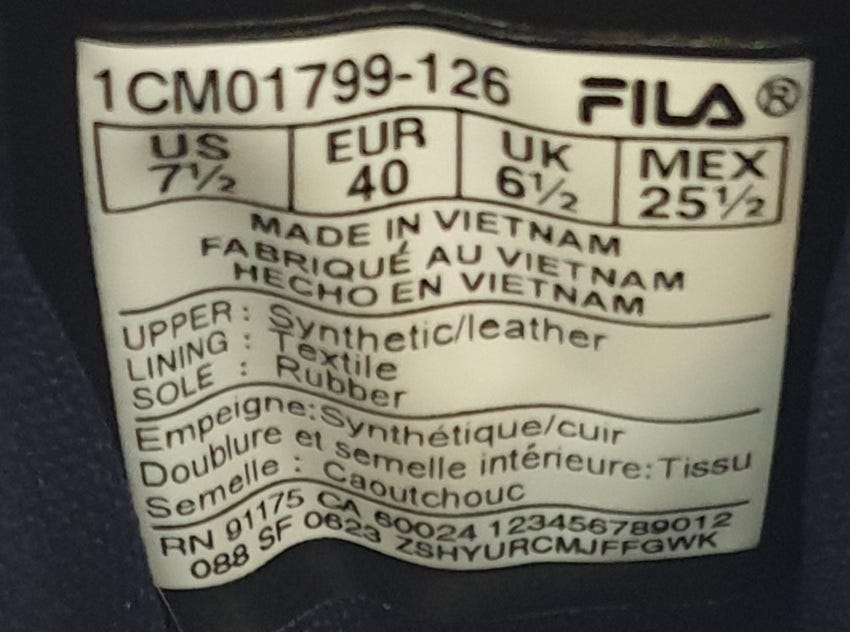 1CM01799-126 FILA®
US EUR UK MEX
7½ 40 6½ 25½
MADE IN VIETNAM
FABRIQUÉ AU VIETNAM
HECHO EN VIETNAM
UPPER : Synthetic/leather
LINING : Textile
SOLE : Rubber
Empeigne:Synthétique/cuir
Doublure et semelle intérieure:Tissu
Semelle : Caoutchouc
RN 91175 CA 60024 123456789012
088 SF 0623 ZSHYURCMJFFGWK